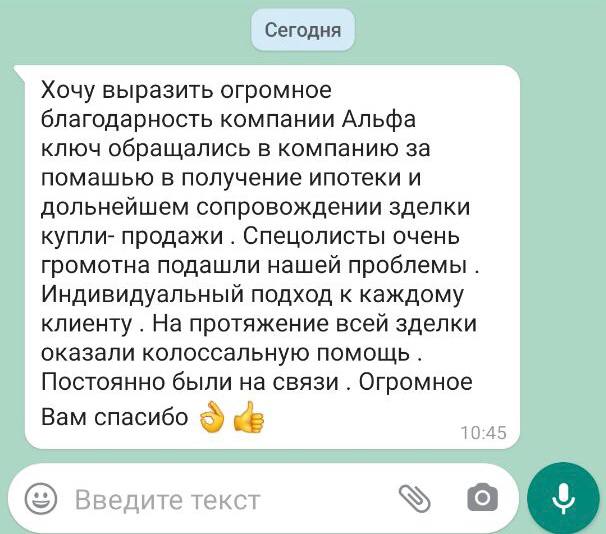 Сегодня
Хочу выразить огромное
благодарность компании Альфа
ключ обращались в компанию за
помашью в получение ипотеки и
дольнейшем сопровождении зделки
купли- продажи . Спецолисты очень
громотна подашли нашей проблемы .
Индивидуальный подход к каждому
клиенту . На протяжение всей зделки
оказали колоссальную помощь .
Постоянно были на связи . Огромное
Вам спасибо 👌👍
10:45
Введите текст